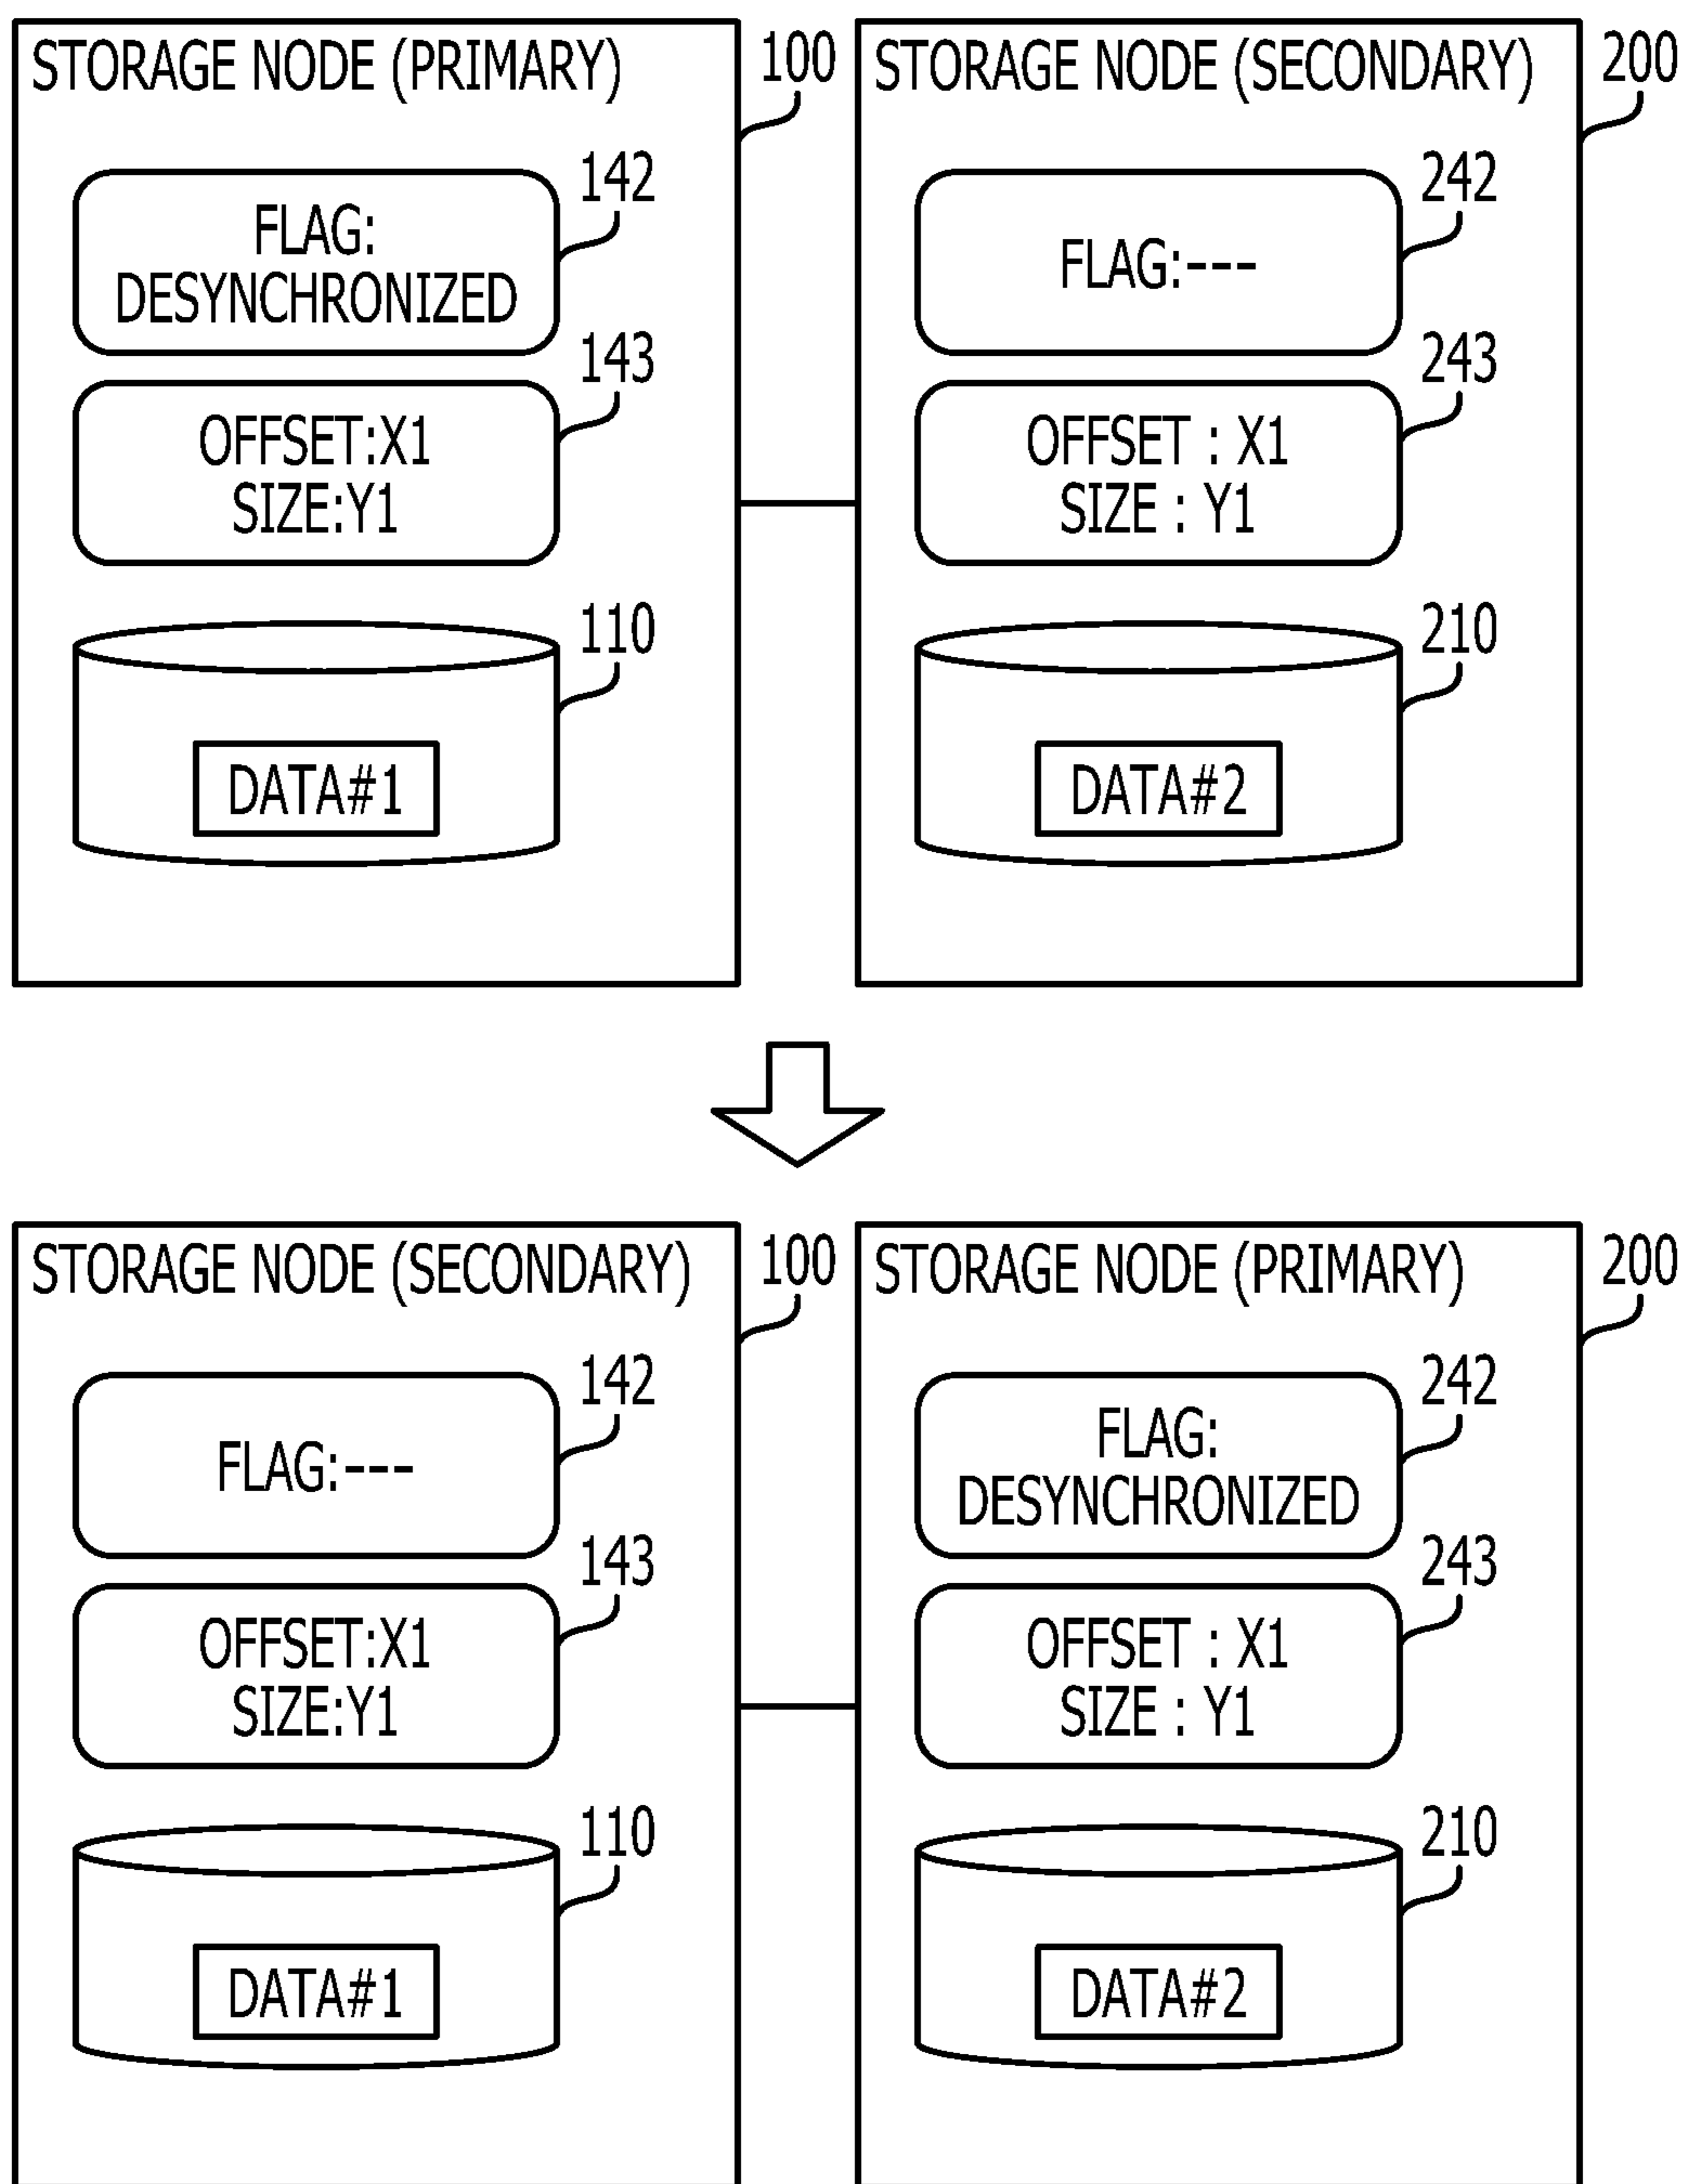 STORAGE NODE (PRIMARY)
100
142
FLAG:
DESYNCHRONIZED
143
OFFSET:X1
SIZE:Y1
110
DATA#1
STORAGE NODE (SECONDARY)
200
242
FLAG:---
243
OFFSET : X1
SIZE : Y1
210
DATA#2
STORAGE NODE (SECONDARY)
100
142
FLAG:---
143
OFFSET:X1
SIZE:Y1
110
DATA#1
STORAGE NODE (PRIMARY)
200
242
FLAG:
DESYNCHRONIZED
243
OFFSET : X1
SIZE : Y1
210
DATA#2